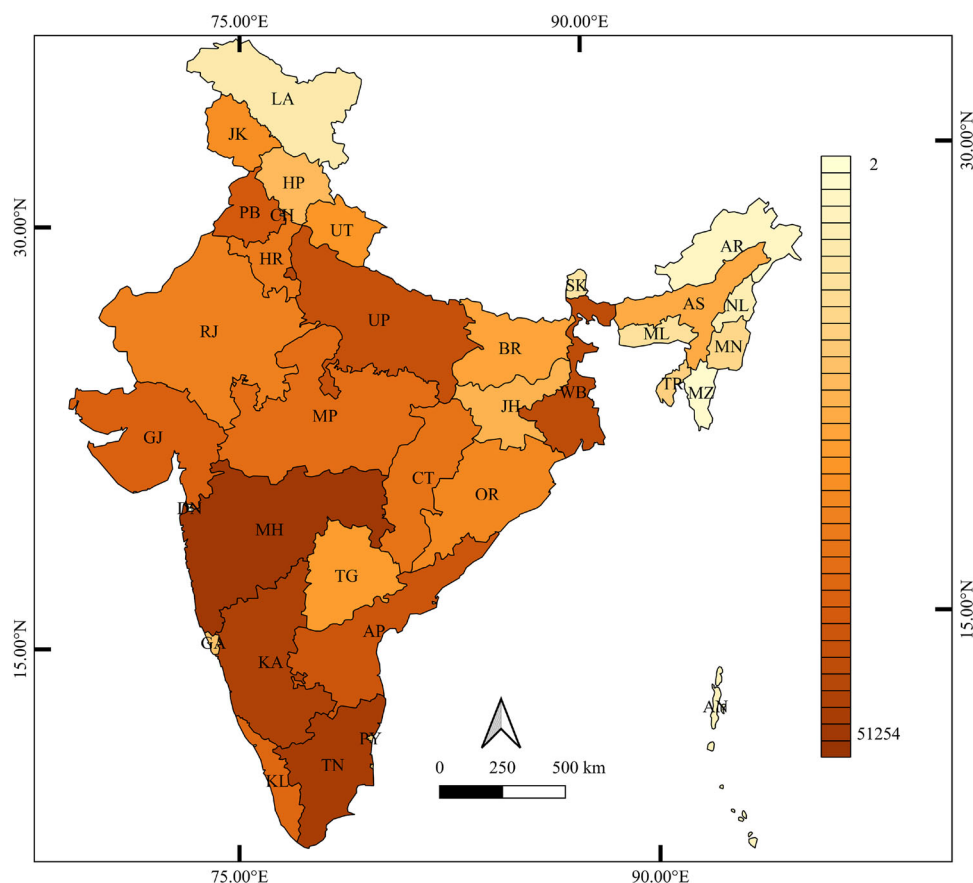 75.00°E
90.00°E
30.00°N
30.00°N
2
LA
JK
HP
PB
CH
UT
HR
AR
SK
AS
NL
RJ
UP
BR
ML
MN
TR
MZ
WB
JH
MP
GJ
CT
OR
DN
MH
TG
15.00°N
15.00°N
AP
GA
KA
AN
PY
51254
TN
KL
0 250 500 km
75.00°E
90.00°E